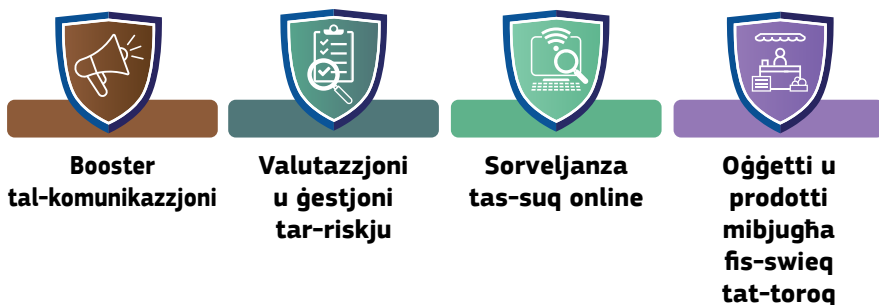 Booster
tal-komunikazzjoni
Valutazzjoni
u ġestjoni
tar-riskju
Sorveljanza
tas-suq online
Oġġetti u
prodotti
mibjugħa
fis-swieq
tat-toroq